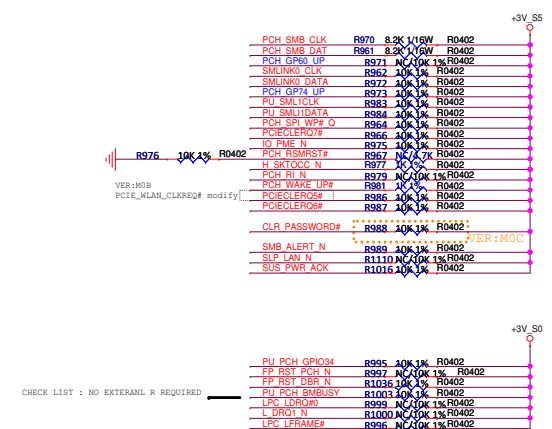 +3V_S5
PCH_SMB_CLK R970 8.2K 1/16W R0402
PCH_SMB_DAT R961 8.2K 1/16W R0402
PCH_GP60_UP R971 NC/10K 1% R0402
SMLINK0_CLK R962 10K 1% R0402
SMLINK0_DATA R972 10K 1% R0402
PCH_GP74_UP R973 10K 1% R0402
PU_SML1CLK R983 10K 1% R0402
PU_SMLI1DATA R984 10K 1% R0402
PCH_SPI_WP#_Q R964 10K 1% R0402
PCIECLERQ7# R966 10K 1% R0402
IO_PME_N R975 10K 1% R0402
R976 10K 1% R0402 PCH_RSMRST# R967 NC/4.7K R0402
H_SKTOCC_N R977 1K 1% R0402
PCH_RI_N R979 NC/10K 1% R0402
VER:M0B PCH_WAKE_UP# R981 1K 1% R0402
PCIE_WLAN_CLKREQ# modify PCIECLERQ5# R986 10K 1% R0402
PCIECLERQ6# R987 10K 1% R0402
CLR_PASSWORD# R988 10K 1% R0402
VER:M0C
SMB_ALERT_N R989 10K 1% R0402
SLP_LAN_N R1110 NC/10K 1% R0402
SUS_PWR_ACK R1016 10K 1% R0402
+3V_S0
PU_PCH_GPIO34 R995 10K 1% R0402
FP_RST_PCH_N R997 NC/10K 1% R0402
FP_RST_DBR_N R1036 10K 1% R0402
CHECK LIST : NO EXTERANL R REQUIRED PU_PCH_BMBUSY R1003 10K 1% R0402
LPC_LDRQ#0 R999 NC/10K 1% R0402
L_DRQ1_N R1000 NC/10K 1% R0402
LPC_LFRAME# R996 NC/10K 1% R0402